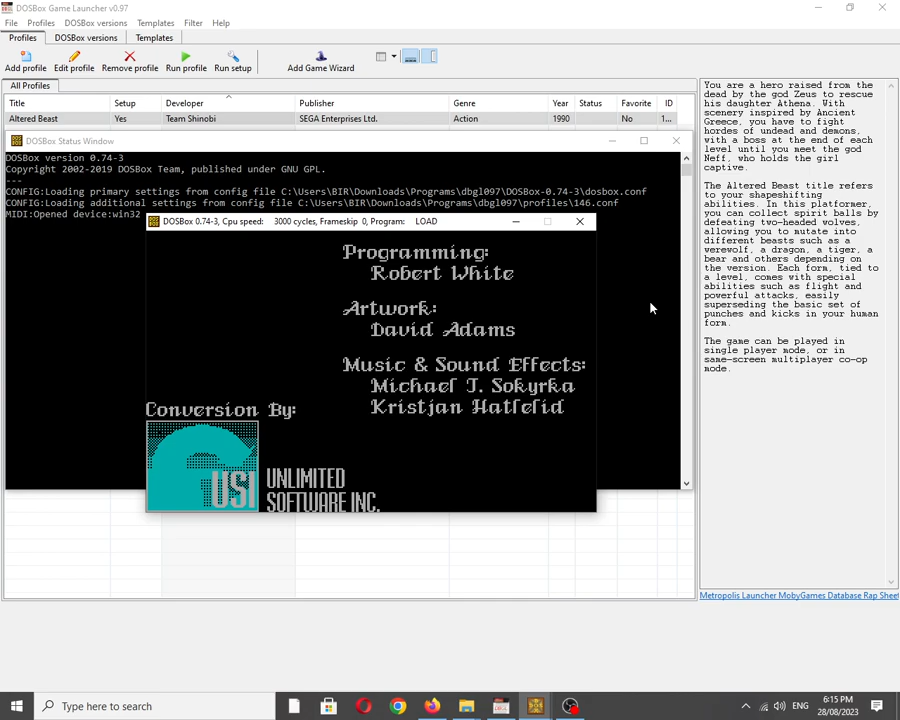 DOSBox Game Launcher v0.97
File Profiles DOSBox versions Templates Filter Help
Profiles DOSBox versions Templates
Add profile Edit profile Remove profile Run profile Run setup Add Game Wizard
All Profiles
Title Setup Developer Publisher Genre Year Status Favorite ID
Altered Beast Yes Team Shinobi SEGA Enterprises Ltd. Action 1990 No 1...
DOSBox Status Window
DOSBox version 0.74-3
Copyright 2002-2019 DOSBox Team, published under GNU GPL.
---
CONFIG:Loading primary settings from config file C:\Users\BIR\Downloads\Programs\dbgl097\DOSBox-0.74-3\dosbox.conf
CONFIG:Loading additional settings from config file C:\Users\BIR\Downloads\Programs\dbgl097\profiles\146.conf
MIDI:Opened device:win32
DOSBox 0.74-3, Cpu speed: 3000 cycles, Frameskip 0, Program: LOAD
Programming:
Robert White
Artwork:
David Adams
Music & Sound Effects:
Michael J. Sokyrka
Kristjan Hatlelid
Conversion By:
USI UNLIMITED
SOFTWARE INC.
You are a hero raised from the
dead by the god Zeus to rescue
his daughter Athena. With
scenery inspired by Ancient
Greece, you have to fight
hordes of undead and demons,
with a boss at the end of each
level until you meet the god
Neff, who holds the girl
captive.
The Altered Beast title refers
to your shapeshifting
abilities. In this platformer,
you can collect spirit balls by
defeating two-headed wolves,
allowing you to mutate into
different beasts such as a
werewolf, a dragon, a tiger, a
bear and others depending on
the version. Each form, tied to
a level, comes with special
abilities such as flight and
powerful attacks, easily
superseding the basic set of
punches and kicks in your human
form.
The game can be played in
single player mode, or in
same-screen multiplayer co-op
mode.
Metropolis Launcher MobyGames Database Rap Sheet
Type here to search
ENG
6:15 PM
28/08/2023